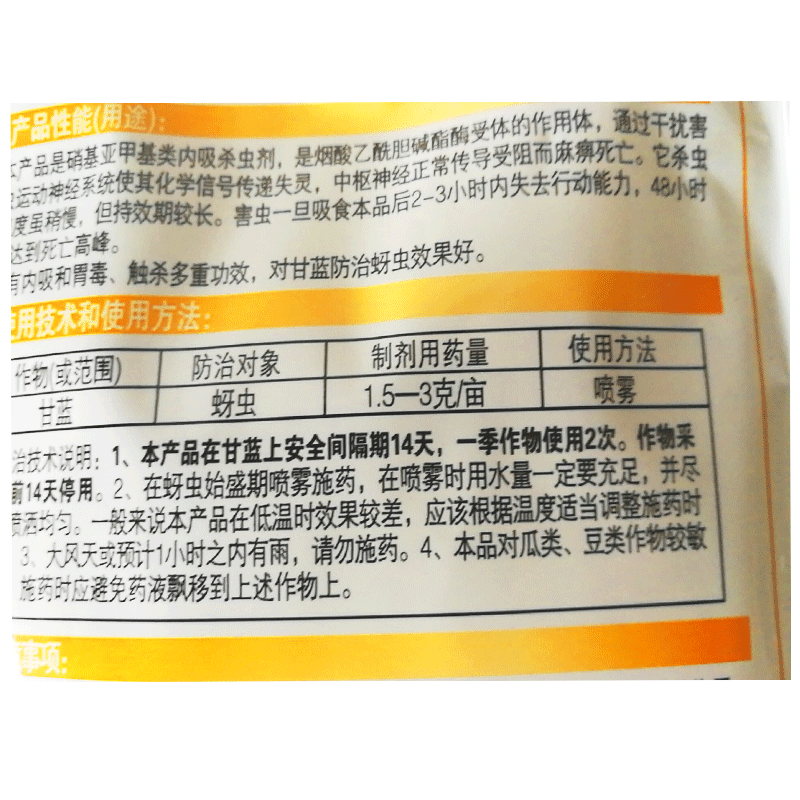 产品性能(用途):
本产品是硝基亚甲基类内吸杀虫剂，是烟酸乙酰胆碱酯酶受体的作用体，通过干扰害
虫运动神经系统使其化学信号传递失灵，中枢神经正常传导受阻而麻痹死亡。它杀虫
度虽稍慢，但持效期较长。害虫一旦吸食本品后2-3小时内失去行动能力，48小时
达到死亡高峰。
有内吸和胃毒、触杀多重功效，对甘蓝防治蚜虫效果好。
使用技术和使用方法:
作物(或范围) 防治对象 制剂用药量 使用方法
甘蓝 蚜虫 1.5—3克/亩 喷雾
治技术说明: 1、本产品在甘蓝上安全间隔期14天，一季作物使用2次。作物采
前14天停用。2、在蚜虫始盛期喷雾施药，在喷雾时用水量一定要充足，并尽
喷洒均匀。一般来说本产品在低温时效果较差，应该根据温度适当调整施药时
3、大风天或预计1小时之内有雨，请勿施药。4、本品对瓜类、豆类作物较敏
施药时应避免药液飘移到上述作物上。
事项: